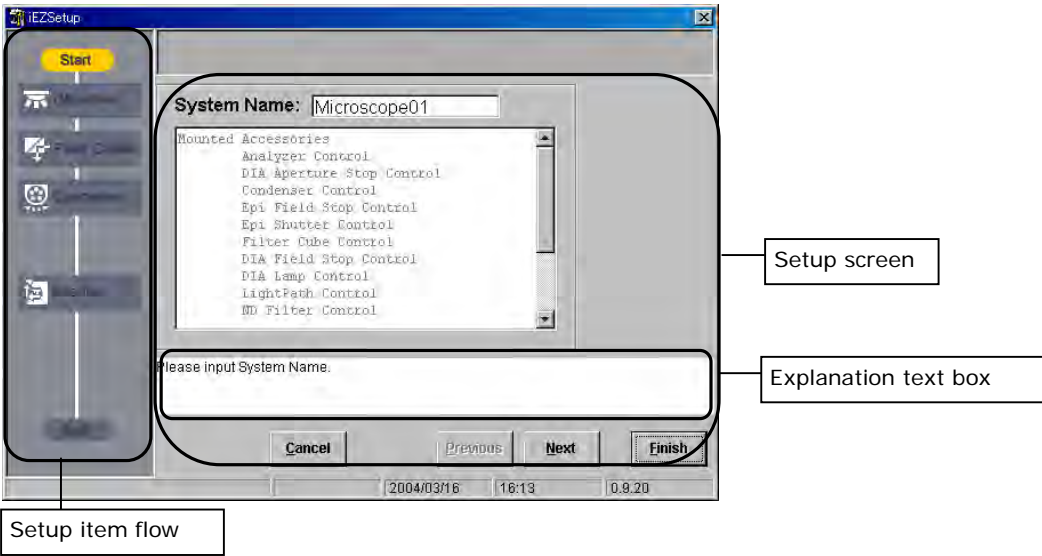 iEZSetup
Start
System Name: Microscope01
Mounted Accessories
Analyzer Control
DIA Aperture Stop Control
Condenser Control
Epi Field Stop Control
Epi Shutter Control
Filter Cube Control
DIA Field Stop Control
DIA Lamp Control
LightPath Control
ND Filter Control
Setup screen
Please input System Name.
Explanation text box
Cancel
Previous
Next
Finish
2004/03/16
16:13
0.9.20
Setup item flow